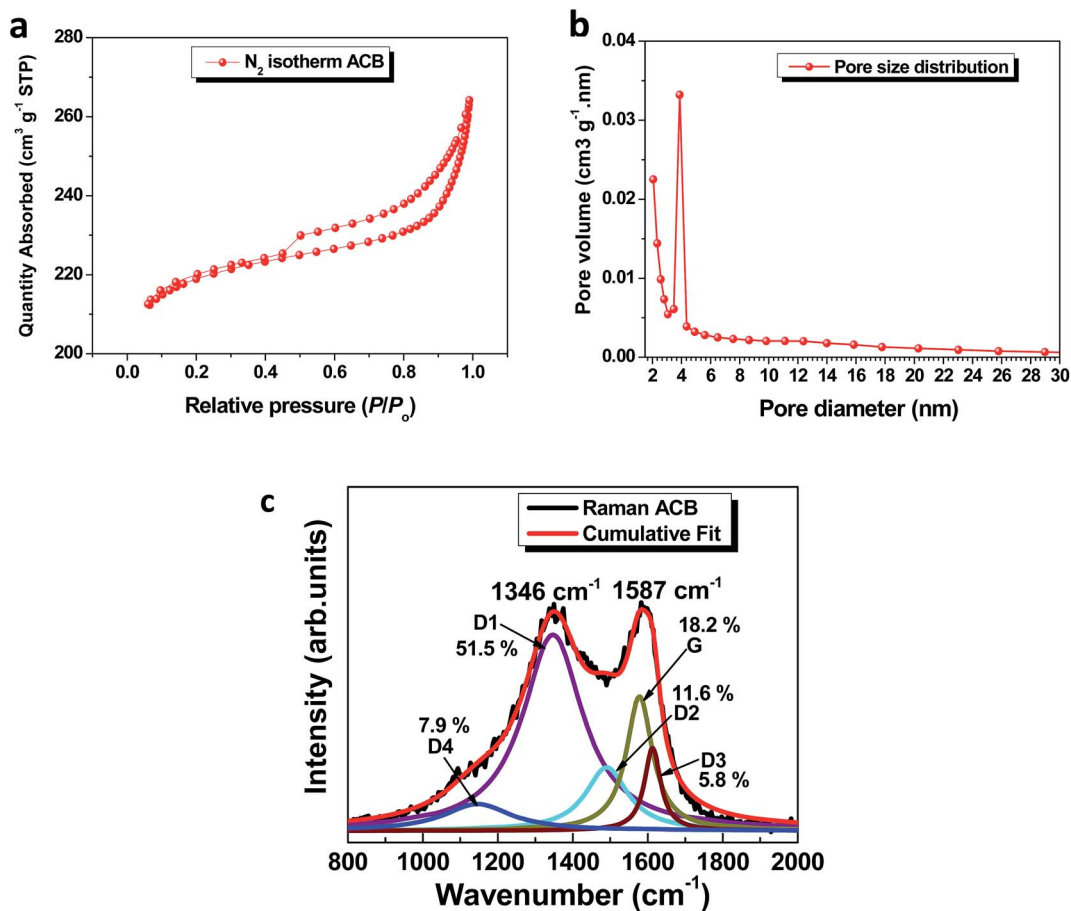 a
280
260
240
220
200
Quantity Absorbed (cm³ g⁻¹ STP)
N₂ isotherm ACB
0.0 0.2 0.4 0.6 0.8 1.0
Relative pressure (P/Pₒ)
b
0.04
0.03
0.02
0.01
0.00
Pore volume (cm3 g⁻¹.nm)
Pore size distribution
2 4 6 8 10 12 14 16 18 20 22 24 26 28 30
Pore diameter (nm)
c
Intensity (arb.units)
Raman ACB
Cumulative Fit
1346 cm⁻¹ 1587 cm⁻¹
D1
51.5 %
18.2 %
G
11.6 %
D2
7.9 %
D4
D3
5.8 %
800 1000 1200 1400 1600 1800 2000
Wavenumber (cm⁻¹)